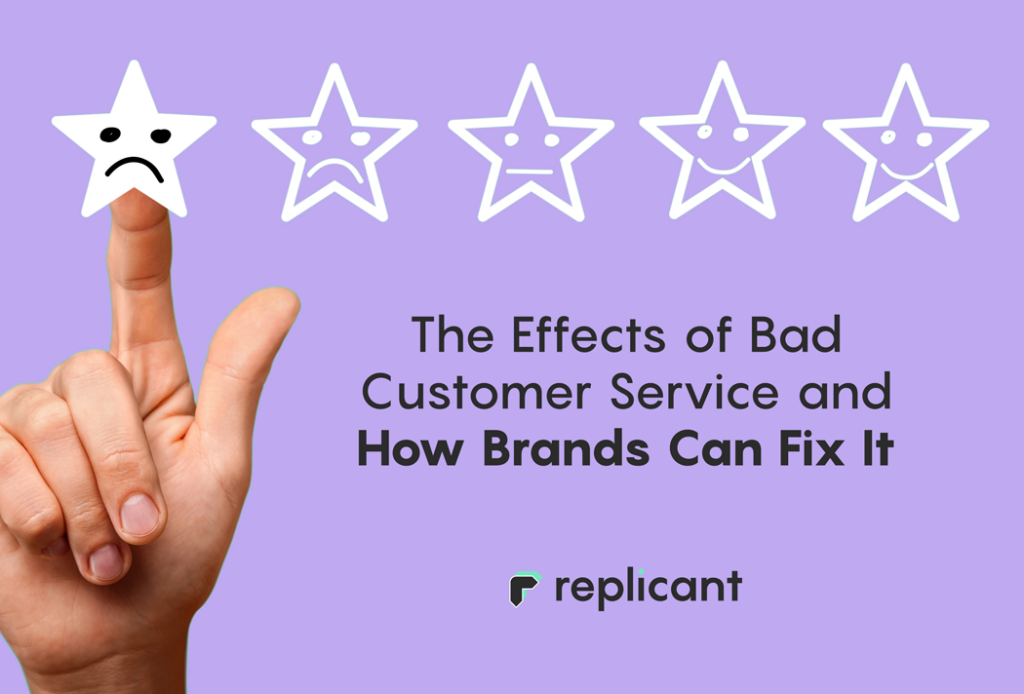 The Effects of Bad
Customer Service and
How Brands Can Fix It
replicant